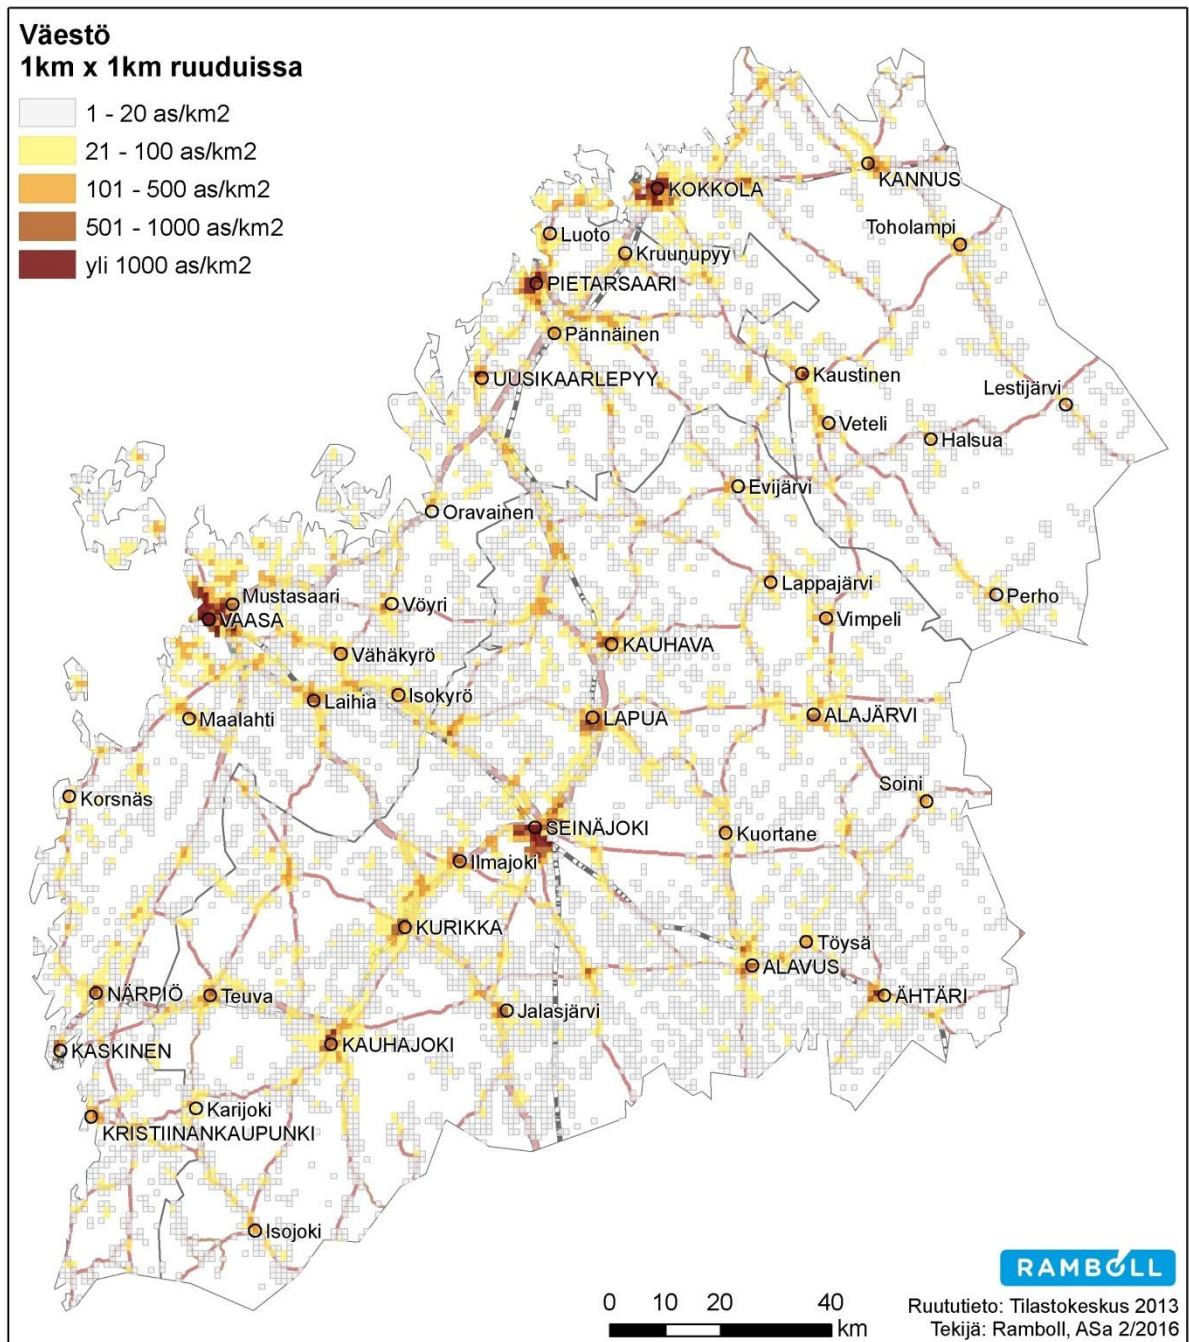 Väestö
1km x 1km ruuduissa
1 - 20 as/km2
21 - 100 as/km2
101 - 500 as/km2
501 - 1000 as/km2
yli 1000 as/km2
KANNUS
KOKKOLA
Toholampi
Luoto
Kruunupyy
PIETARSAARI
Pännäinen
UUSIKAARLEPYY
Kaustinen
Lestijärvi
Veteli
Halsua
Evijärvi
Oravainen
Lappajärvi
Perho
Mustasaari
Vöyri
VAASA
Vimpeli
KAUHAVA
Vähäkyrö
Isokyrö
Laihia
Maalahti
LAPUA
ALAJÄRVI
Soini
Korsnäs
SEINÄJOKI
Kuortane
Ilmajoki
KURIKKA
Töysä
ALAVUS
NÄRPIÖ
Teuva
ÄHTÄRI
Jalasjärvi
KAUHAJOKI
KASKINEN
Karijoki
KRISTIINANKAUPUNKI
Isojoki
RAMBOLL
0 10 20 40
km
Ruututieto: Tilastokeskus 2013
Tekijä: Ramboll, ASa 2/2016